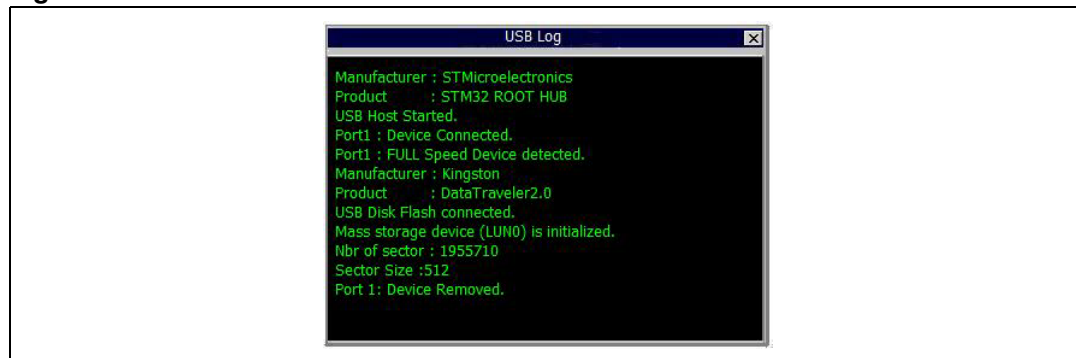 USB Log
Manufacturer : STMicroelectronics
Product : STM32 ROOT HUB
USB Host Started.
Port1 : Device Connected.
Port1 : FULL Speed Device detected.
Manufacturer : Kingston
Product : DataTraveler2.0
USB Disk Flash connected.
Mass storage device (LUN0) is initialized.
Nbr of sector : 1955710
Sector Size :512
Port 1: Device Removed.